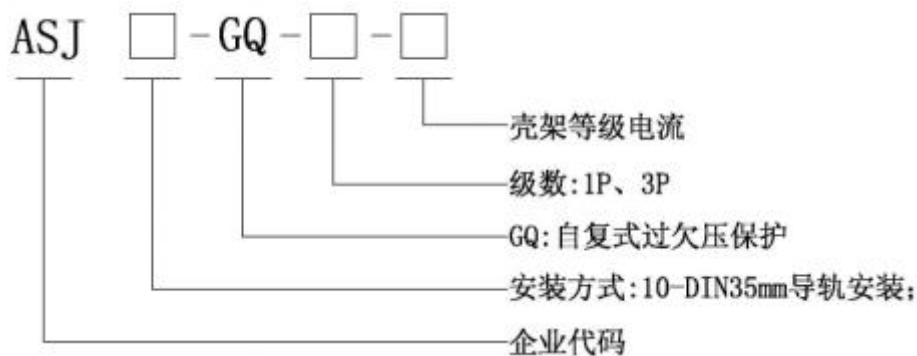 ASJ □-GQ-□-□
壳架等级电流
级数:1P、3P
GQ:自复式过欠压保护
安装方式:10-DIN35mm导轨安装;
企业代码